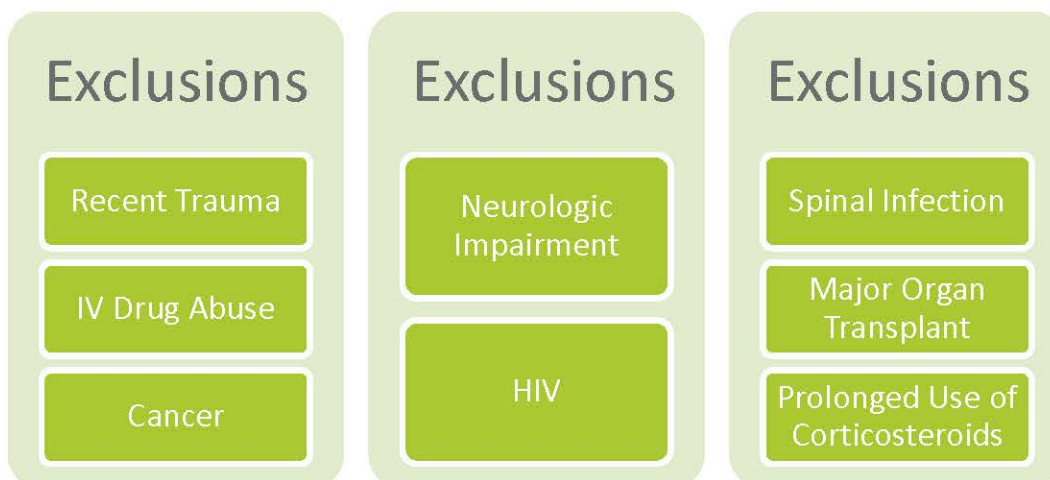 Exclusions
Recent Trauma
IV Drug Abuse
Cancer
Exclusions
Neurologic
Impairment
HIV
Exclusions
Spinal Infection
Major Organ
Transplant
Prolonged Use of
Corticosteroids